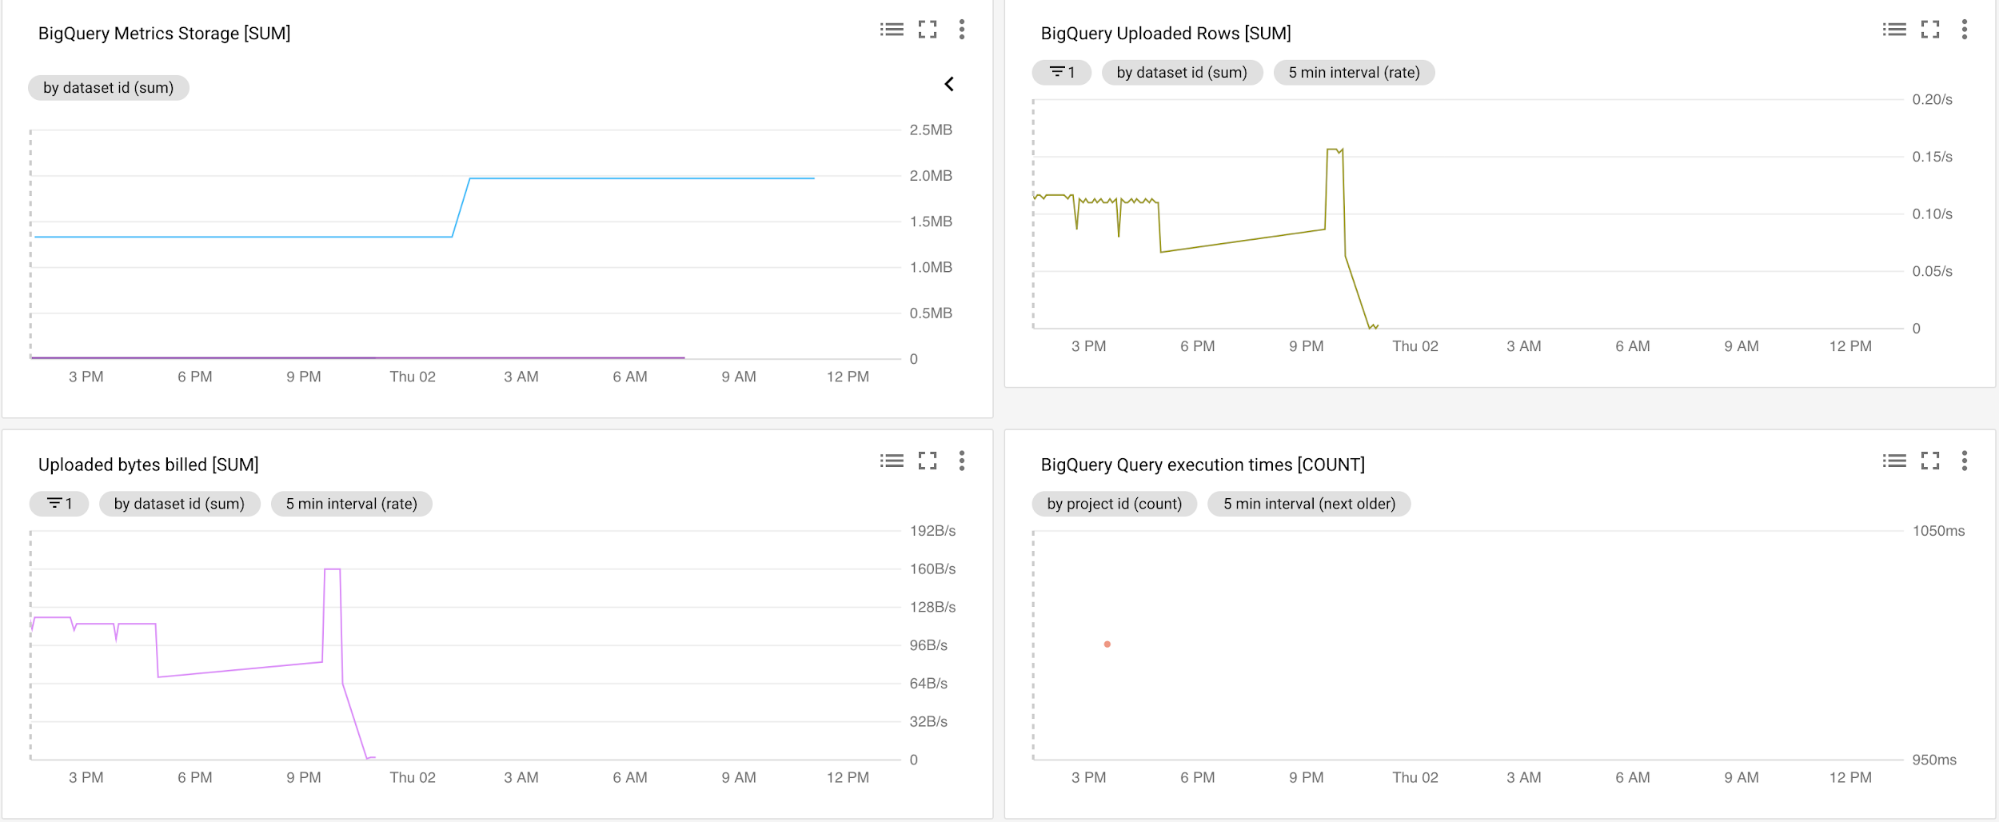 BigQuery Metrics Storage [SUM]
by dataset id (sum)
2.5MB
2.0MB
1.5MB
1.0MB
0.5MB
0
3 PM 6 PM 9 PM Thu 02 3 AM 6 AM 9 AM 12 PM
BigQuery Uploaded Rows [SUM]
1 by dataset id (sum) 5 min interval (rate)
0.20/s
0.15/s
0.10/s
0.05/s
0
3 PM 6 PM 9 PM Thu 02 3 AM 6 AM 9 AM 12 PM
Uploaded bytes billed [SUM]
1 by dataset id (sum) 5 min interval (rate)
192B/s
160B/s
128B/s
96B/s
64B/s
32B/s
0
3 PM 6 PM 9 PM Thu 02 3 AM 6 AM 9 AM 12 PM
BigQuery Query execution times [COUNT]
by project id (count) 5 min interval (next older)
1050ms
950ms
3 PM 6 PM 9 PM Thu 02 3 AM 6 AM 9 AM 12 PM